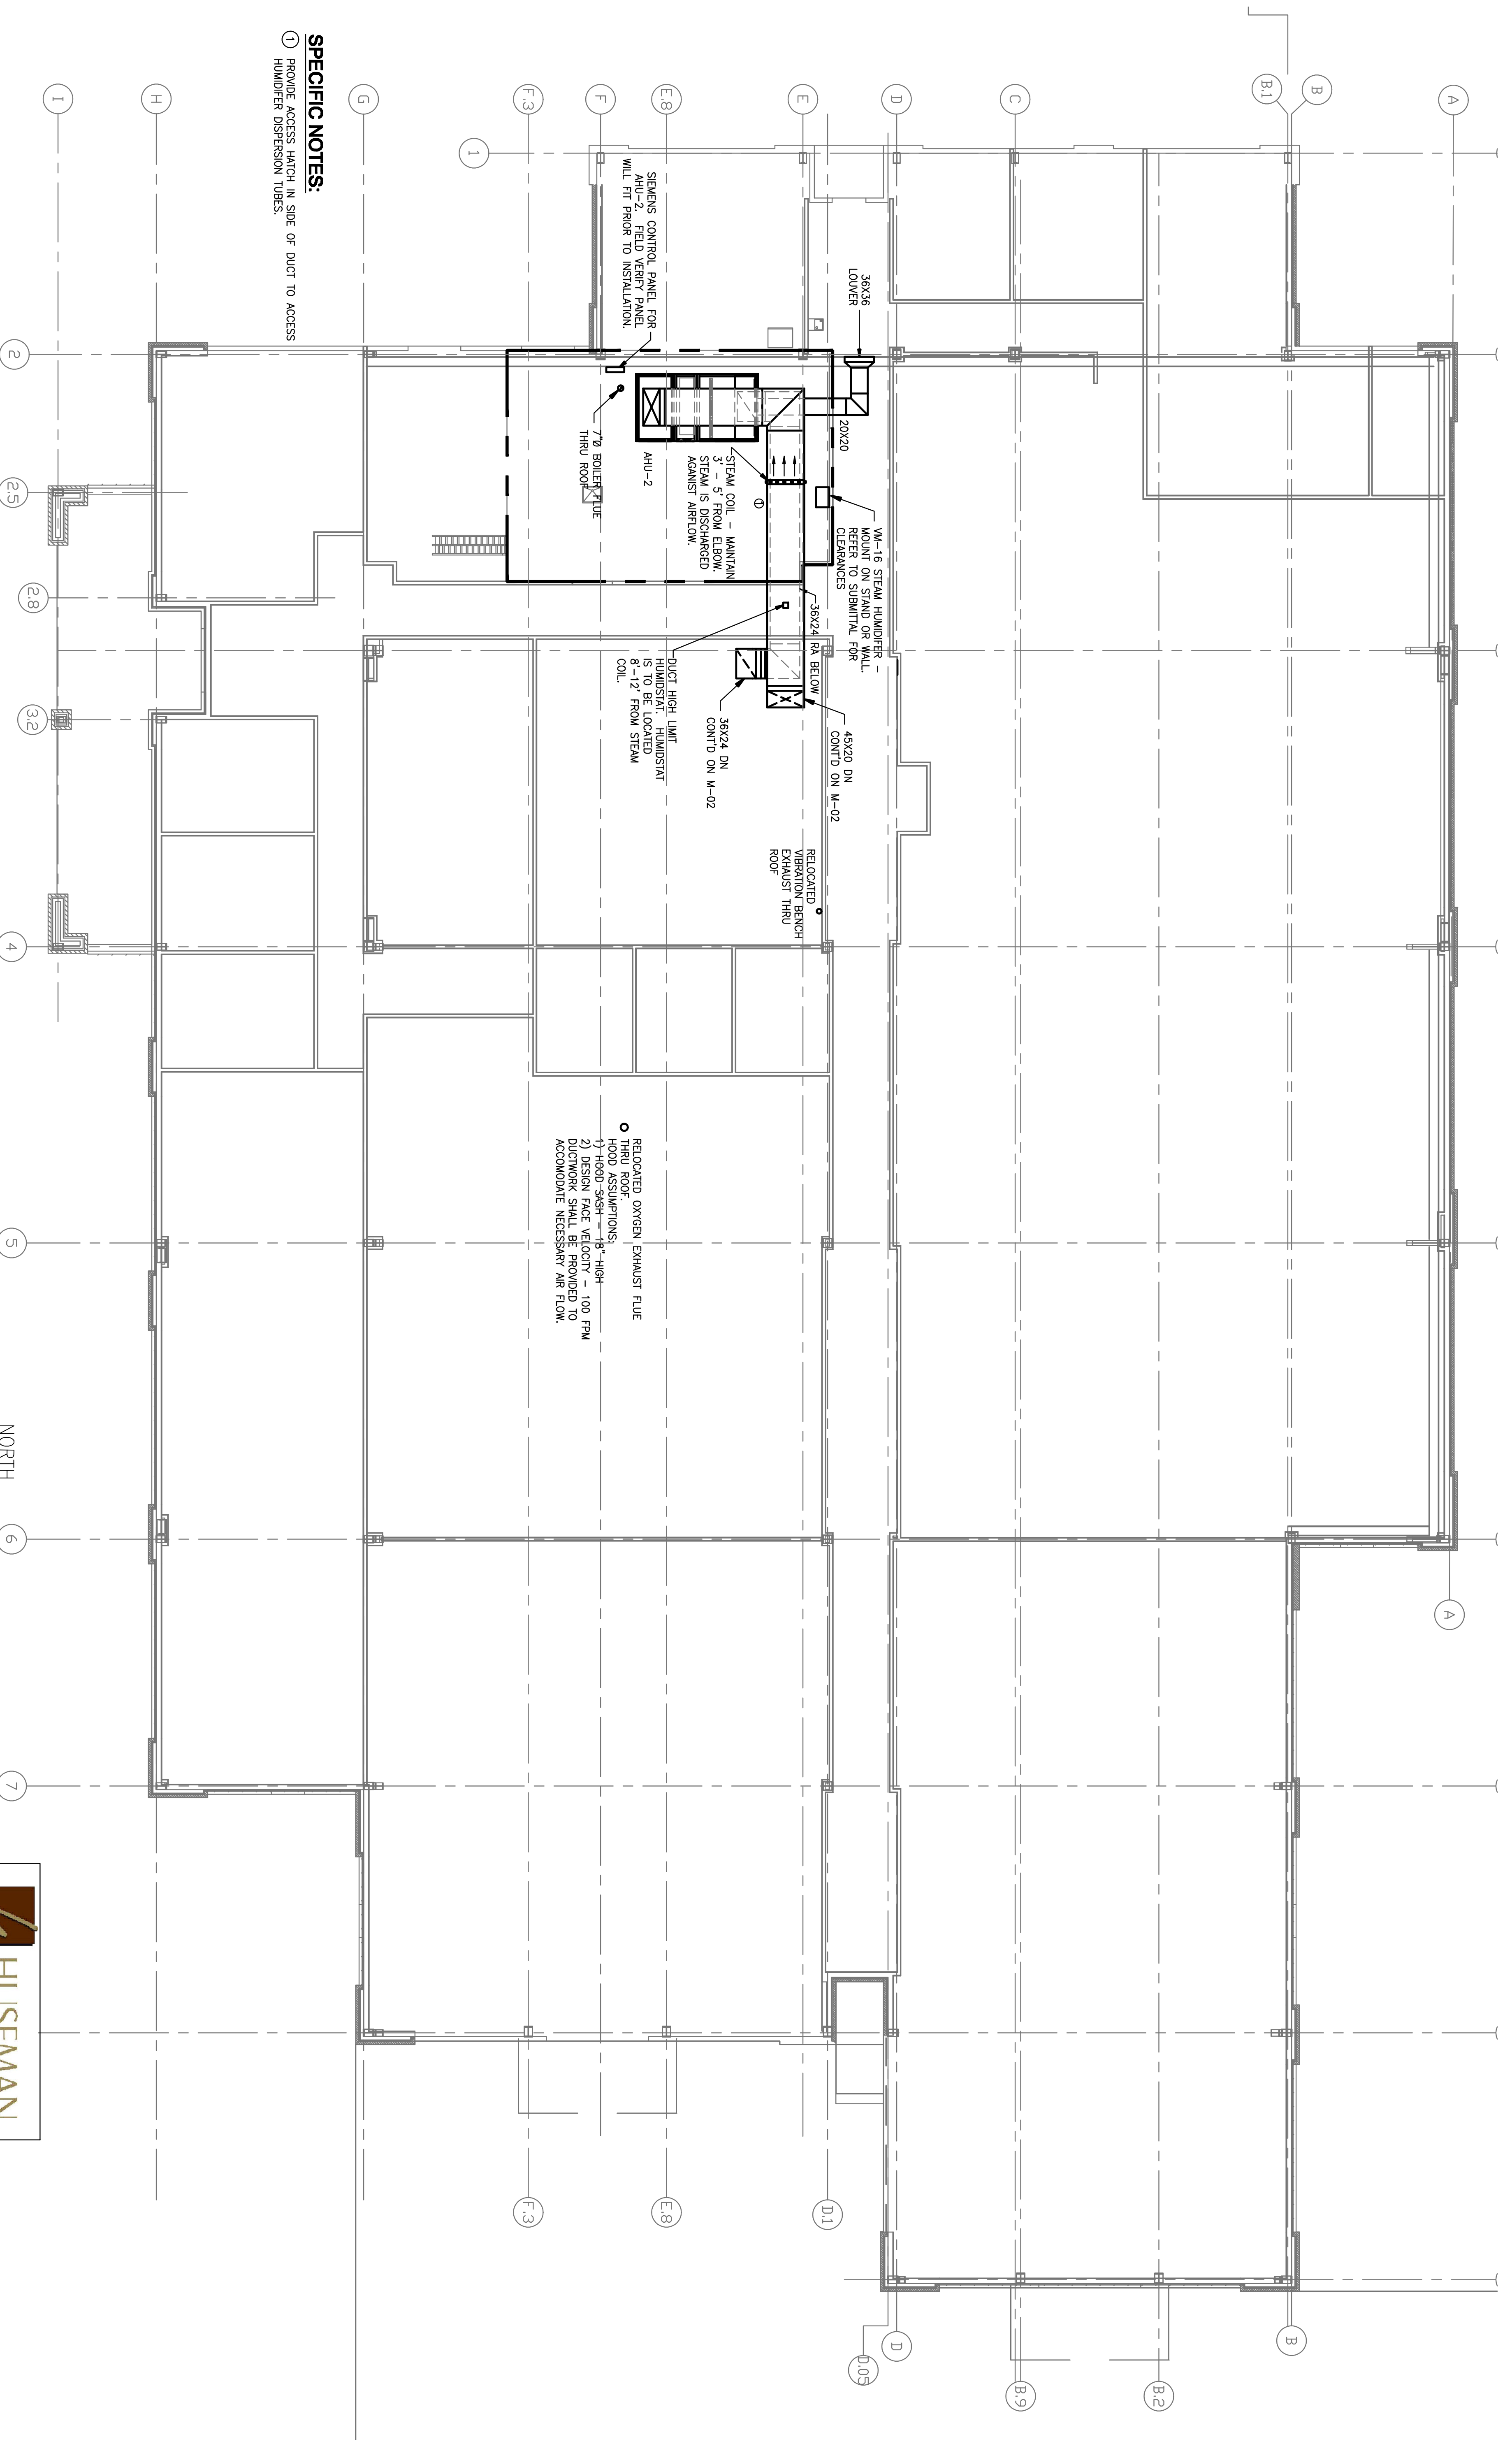 SPECIFIC NOTES:
1 PROVIDE ACCESS HATCH IN SIDE OF DUCT TO ACCESS
HUMIDIFER DISPERSION TUBES.
SIEMENS CONTROL PANEL FOR
AHU-2. FIELD VERIFY PANEL
WILL FIT PRIOR TO INSTALLATION.
36X36
LOUVER
20X20
VM-16 STEAM HUMIDIFER –
MOUNT ON STAND OR WALL.
REFER TO SUBMITTAL FOR
CLEARANCES
STEAM COIL – MAINTAIN
3' – 5' FROM ELBOW.
STEAM IS DISCHARGED
AGANIST AIRFLOW.
1
AHU-2
7"Ø BOILER FLUE
THRU ROOF
36X24 RA BELOW
45X20 DN
CONT'D ON M-02
36X24 DN
CONT'D ON M-02
DUCT HIGH LIMIT
HUMIDSTAT. HUMIDSTAT
IS TO BE LOCATED
8'-12' FROM STEAM
COIL.
RELOCATED
VIBRATION BENCH
EXHAUST THRU
ROOF
RELOCATED OXYGEN EXHAUST FLUE
THRU ROOF.
HOOD ASSUMPTIONS:
1) HOOD SASH – 18" HIGH
2) DESIGN FACE VELOCITY – 100 FPM
DUCTWORK SHALL BE PROVIDED TO
ACCOMODATE NECESSARY AIR FLOW.
A
B
B.1
C
D
E
E.8
F
F.3
G
H
I
1
2
2.5
2.8
3.2
4
5
6
7
A
B
B.2
B.9
D
D.05
D.1
E.8
F.3
NORTH
HUSEMAN